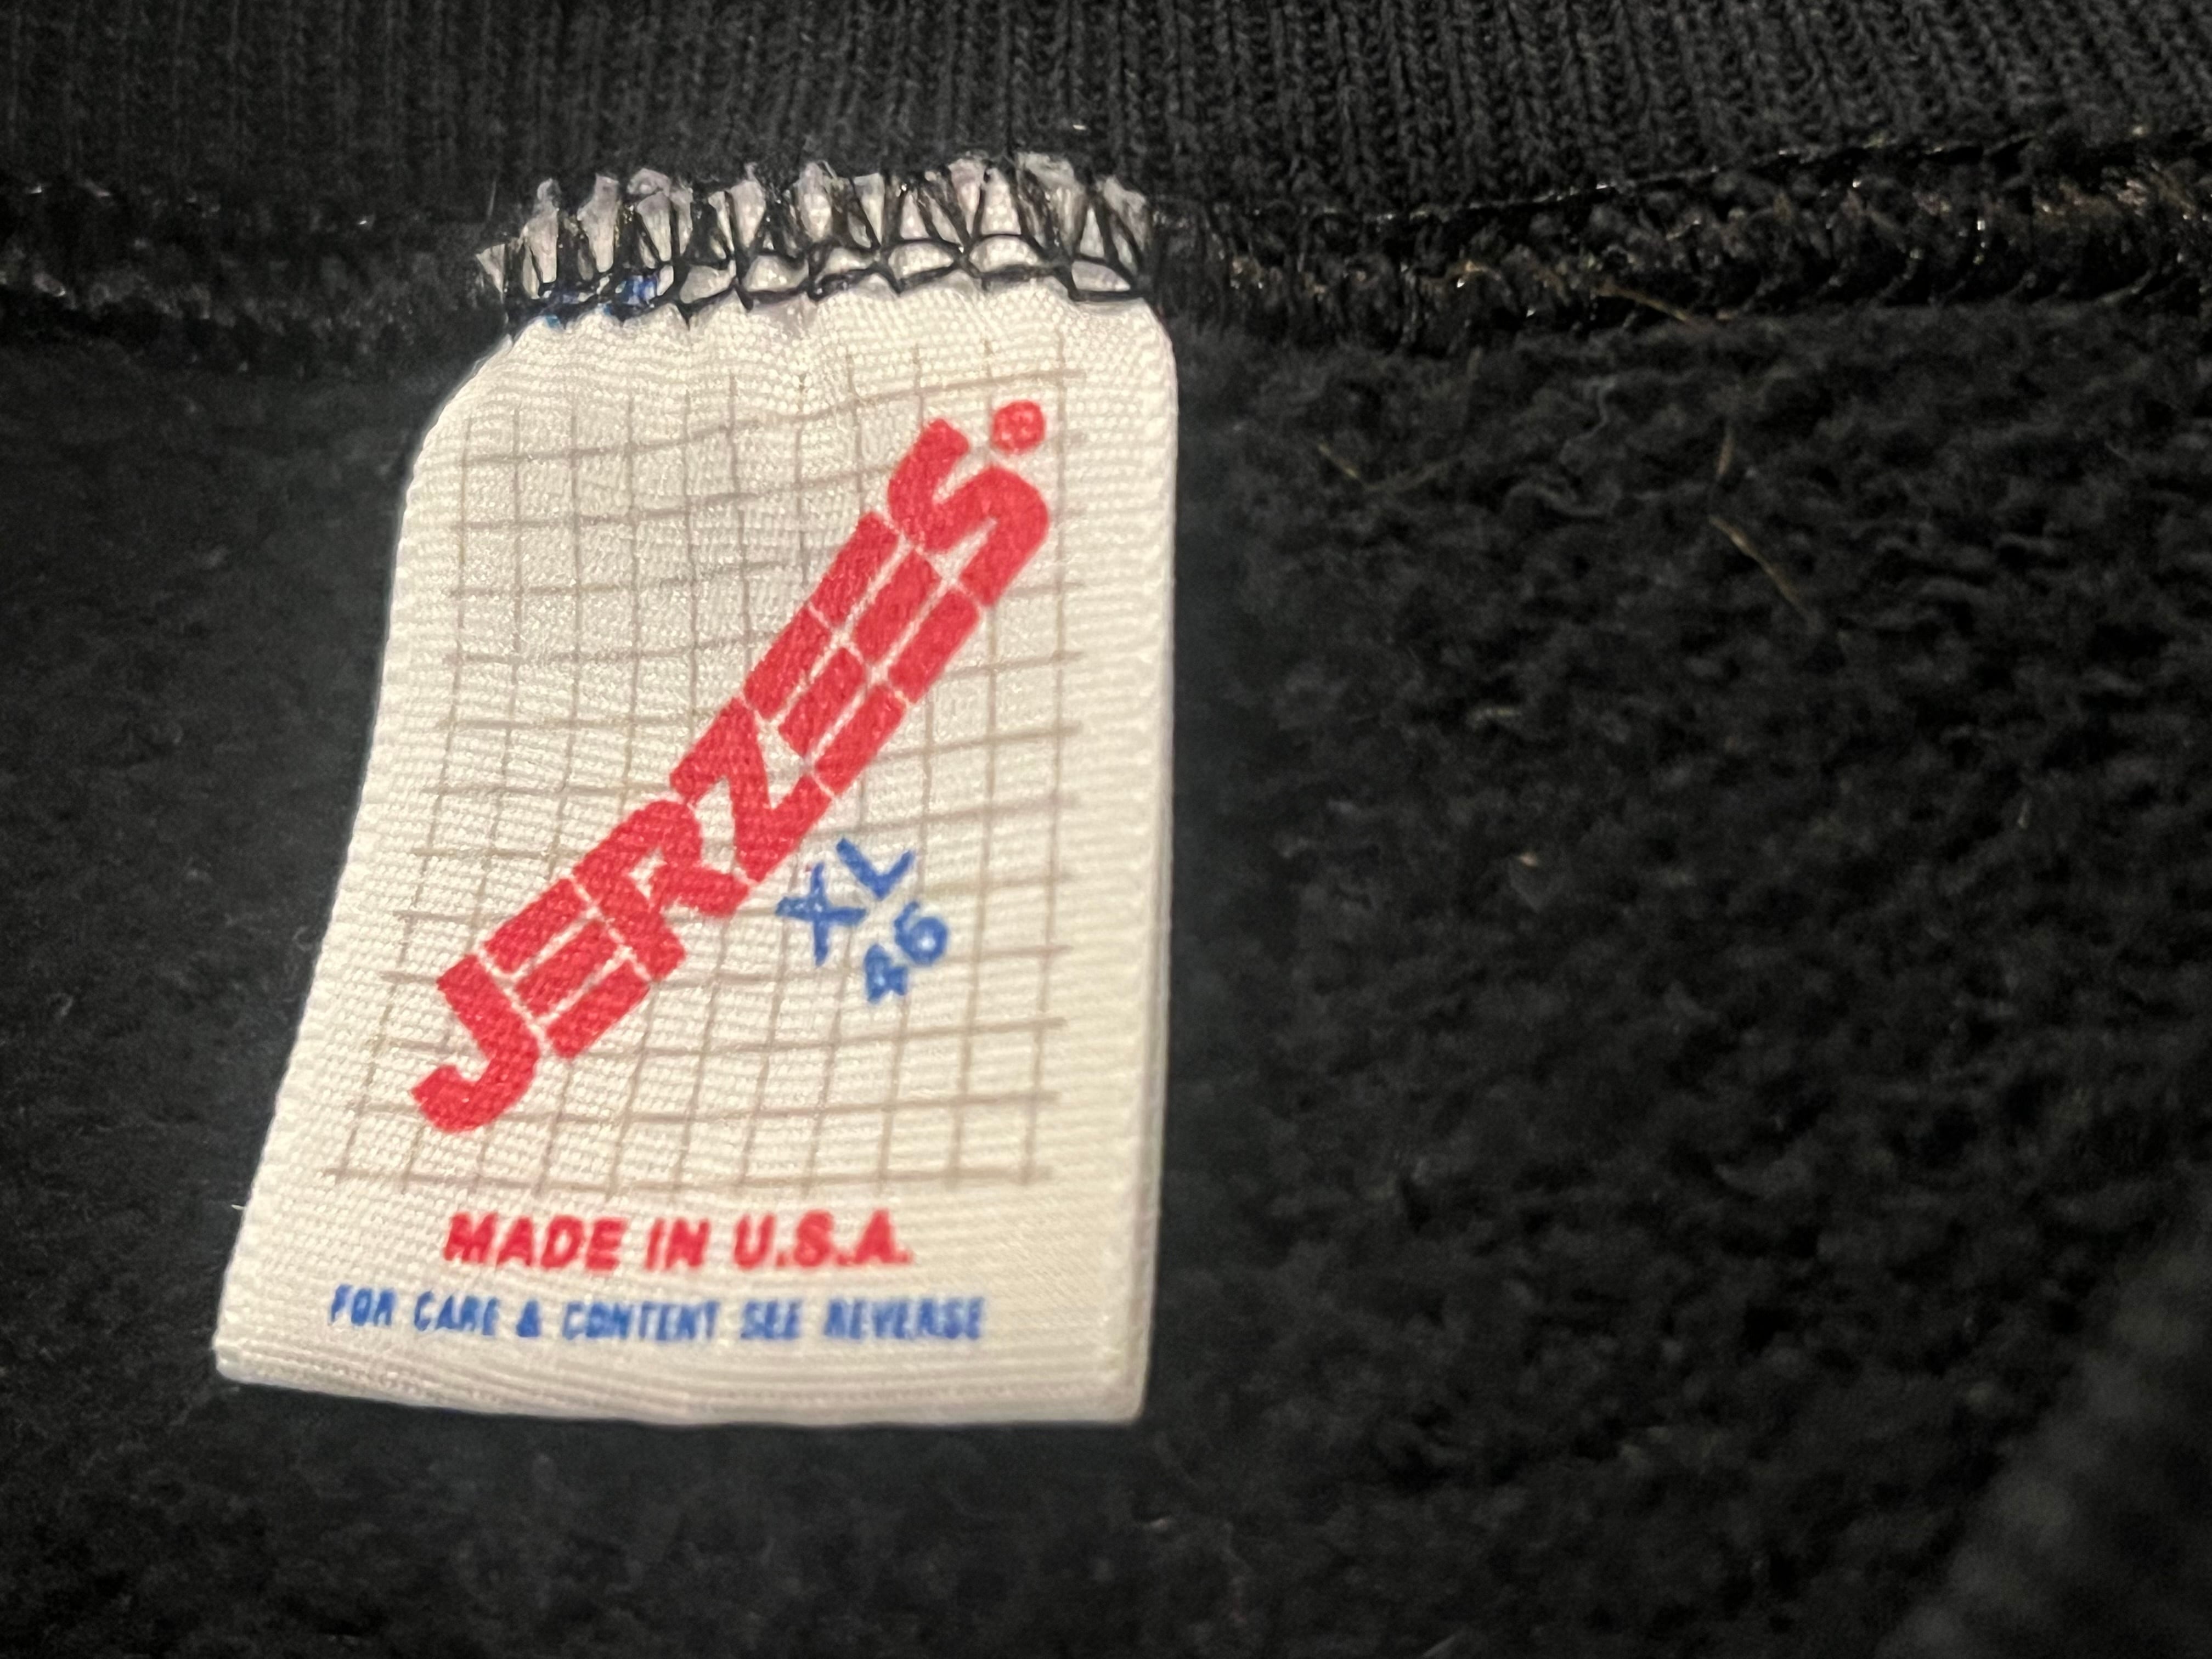 JERZEES.
XL
46
MADE IN U.S.A.
FOR CARE & CONTENT SEE REVERSE